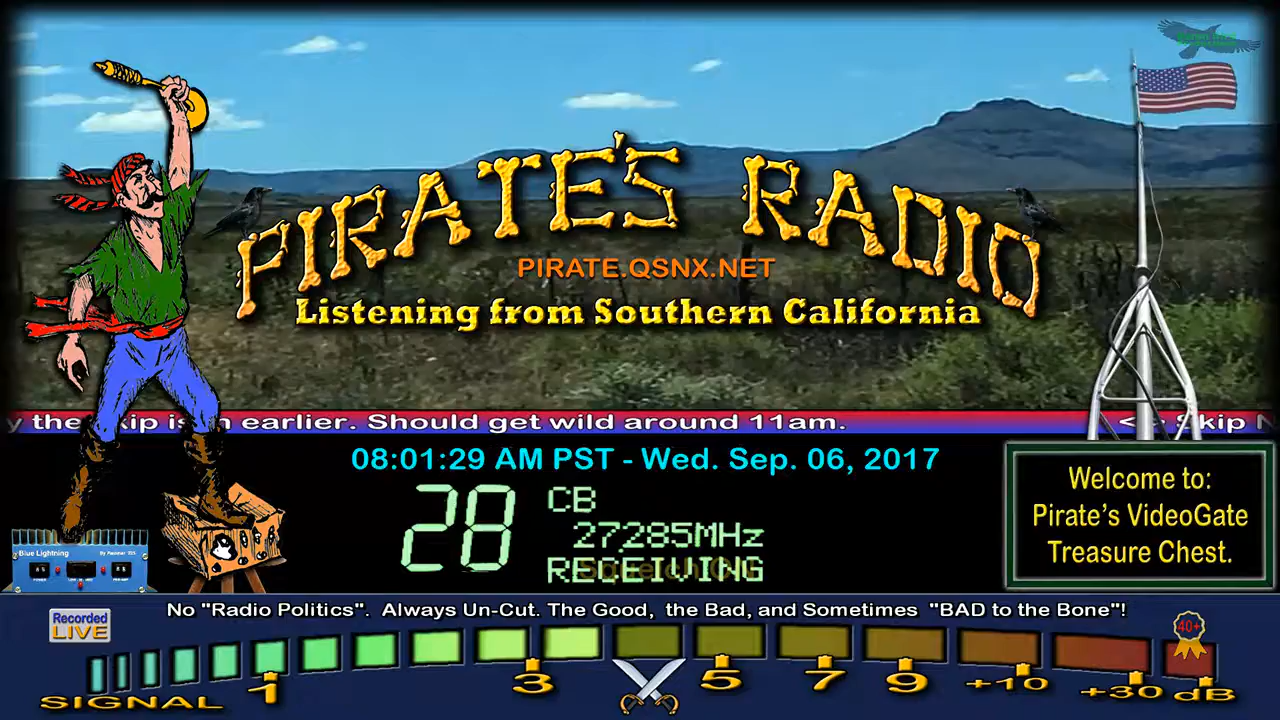 PIRATE'S RADIO
PIRATE.QSNX.NET
Listening from Southern California
y the skip is in earlier. Should get wild around 11am.
<<- Skip N
08:01:29 AM PST - Wed. Sep. 06, 2017
28
CB
27.285MHz
RECEIVING
Welcome to:
Pirate's VideoGate
Treasure Chest.
Blue Lightning
No "Radio Politics". Always Un-Cut. The Good, the Bad, and Sometimes "BAD to the Bone"!
Recorded
LIVE
40+
SIGNAL 1 3 5 7 9 +10 +30 dB